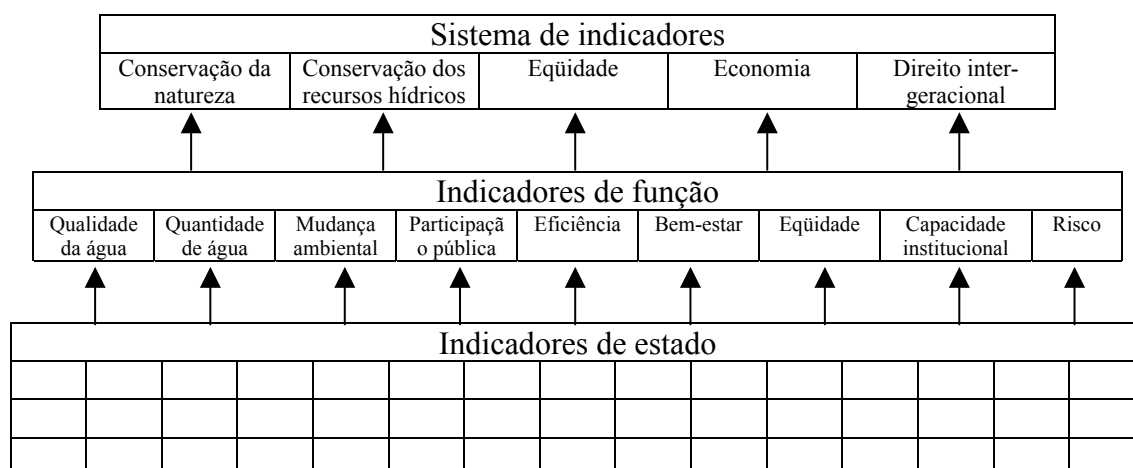 Sistema de indicadores
Conservação da natureza
Conservação dos recursos hídricos
Eqüidade
Economia
Direito inter-
geracional
Indicadores de função
Qualidade da água
Quantidade de água
Mudança ambiental
Participaçã
o pública
Eficiência
Bem-estar
Eqüidade
Capacidade institucional
Risco
Indicadores de estado